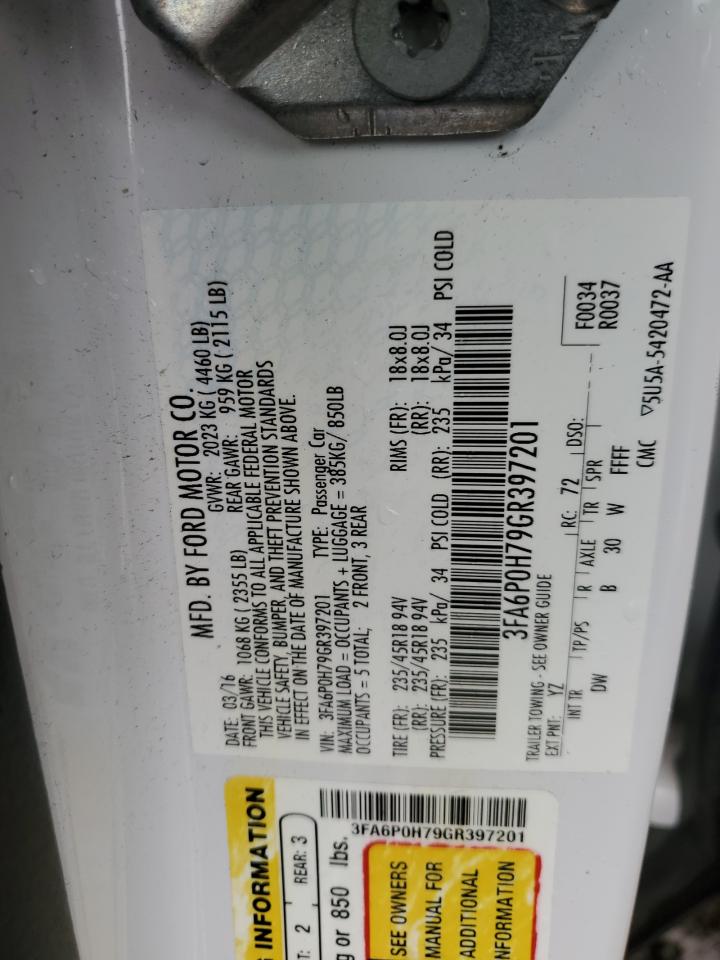 MFD. BY FORD MOTOR CO.
DATE: 03/16 GVWR: 2023 KG ( 4460 LB)
FRONT GAWR: 1068 KG ( 2355 LB) REAR GAWR: 959 KG ( 2115 LB)
THIS VEHICLE CONFORMS TO ALL APPLICABLE FEDERAL MOTOR
VEHICLE SAFETY, BUMPER, AND THEFT PREVENTION STANDARDS
IN EFFECT ON THE DATE OF MANUFACTURE SHOWN ABOVE.
VIN: 3FA6P0H79GR397201 TYPE: Passenger Car
MAXIMUM LOAD = OCCUPANTS + LUGGAGE = 385KG/ 850LB
OCCUPANTS = 5 TOTAL; 2 FRONT, 3 REAR
TIRE (FR): 235/45R18 94V RIMS (FR): 18x8.0J
(RR): 235/45R18 94V (RR): 18x8.0J
PRESSURE (FR): 235 kPa/ 34 PSI COLD (RR): 235 kPa/ 34 PSI COLD
3FA6P0H79GR397201
TRAILER TOWING - SEE OWNER GUIDE
EXT PNT: YZ RC: 72 DSO: F0034
R0037
INT TR TP/PS R AXLE TR SPR
DW B 30 W FFFF
CMC ▽5U5A-5420472-AA
INFORMATION
3FA6P0H79GR397201
T: 2 REAR: 3
g or 850 lbs.
SEE OWNERS
MANUAL FOR
ADDITIONAL
INFORMATION